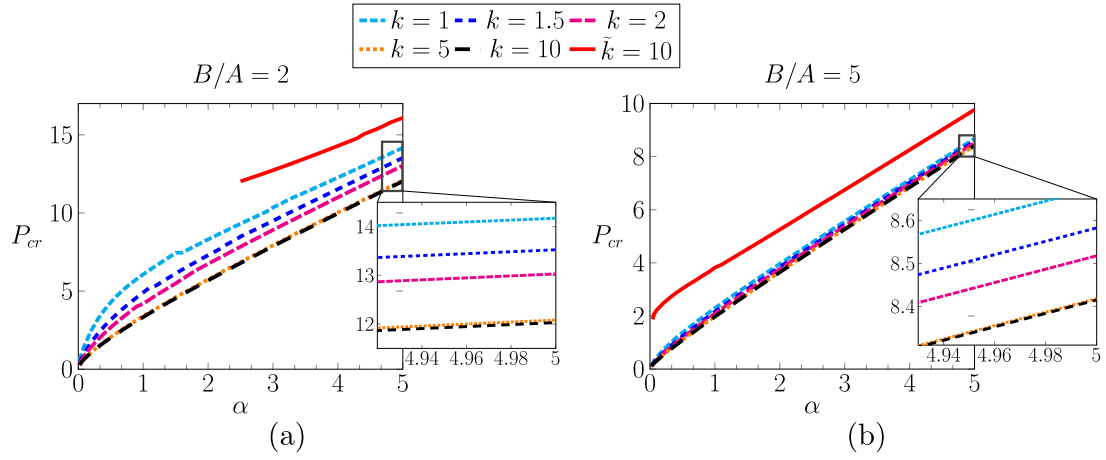 k = 1 k = 1.5 k = 2
k = 5 k = 10 k̃ = 10
B/A = 2
15
10
5
0
P_cr
0 1 2 3 4 5
α
14
13
12
4.94 4.96 4.98 5
(a)
B/A = 5
10
8
6
4
2
0
P_cr
0 1 2 3 4 5
α
8.6
8.5
8.4
4.94 4.96 4.98 5
(b)